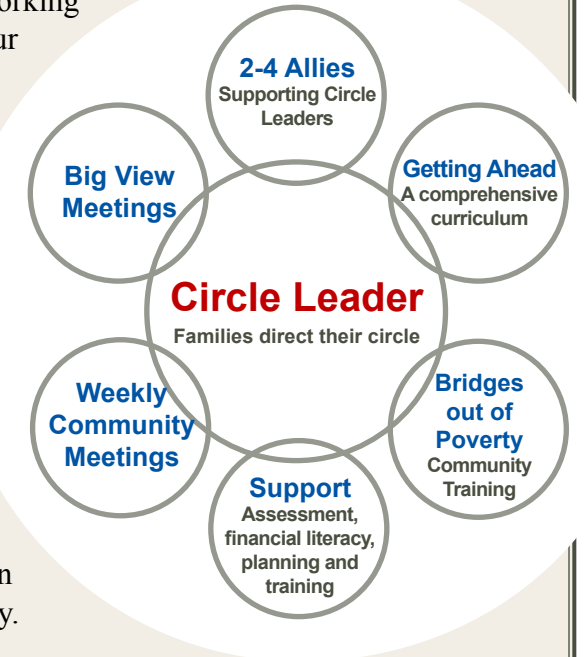 orking
ur
2-4 Allies
Supporting Circle
Leaders
Getting Ahead
A comprehensive
curriculum
Big View
Meetings
Circle Leader
Families direct their circle
Weekly
Community
Meetings
Bridges
out of
Poverty
Community
Training
Support
Assessment,
financial literacy,
planning and
training
n
y.